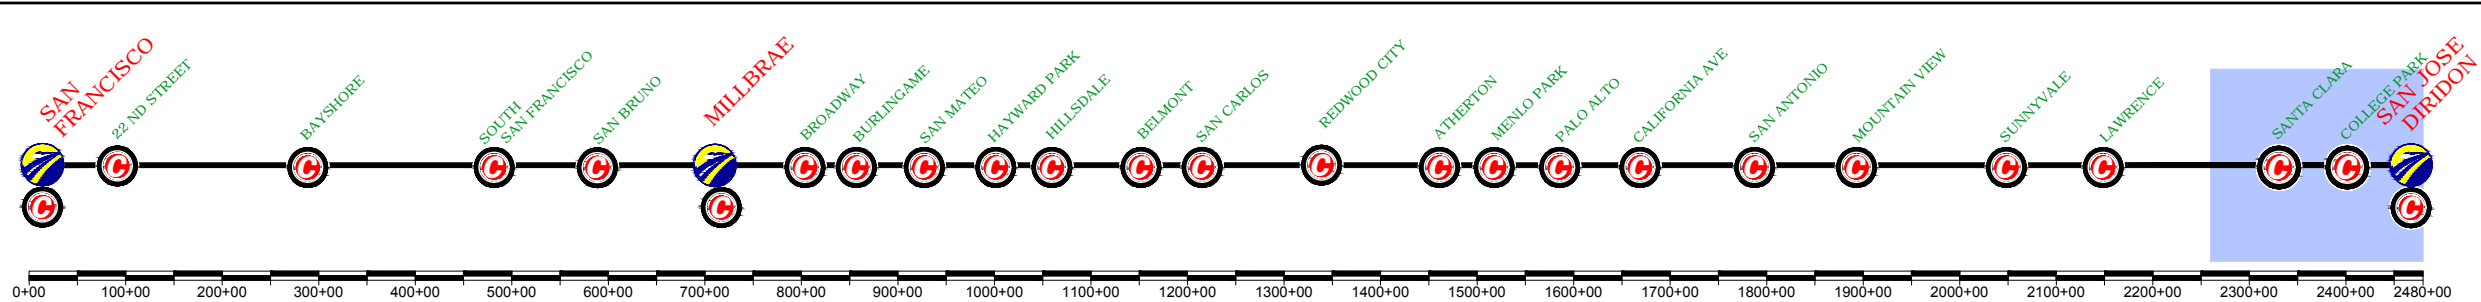 SAN
FRANCISCO
22 ND STREET
BAYSHORE
SOUTH
SAN FRANCISCO
SAN BRUNO
MILLBRAE
BROADWAY
BURLINGAME
SAN MATEO
HAYWARD PARK
HILLSDALE
BELMONT
SAN CARLOS
REDWOOD CITY
ATHERTON
MENLO PARK
PALO ALTO
CALIFORNIA AVE
SAN ANTONIO
MOUNTAIN VIEW
SUNNYVALE
LAWRENCE
SANTA CLARA
COLLEGE PARK
SAN JOSE
DIRIDON
C C C C C C C C C C C C C C C C C C C C C
C C C
0+00 100+00 200+00 300+00 400+00 500+00 600+00 700+00 800+00 900+00 1000+00 1100+00 1200+00 1300+00 1400+00 1500+00 1600+00 1700+00 1800+00 1900+00 2000+00 2100+00 2200+00 2300+00 2400+00 2480+00